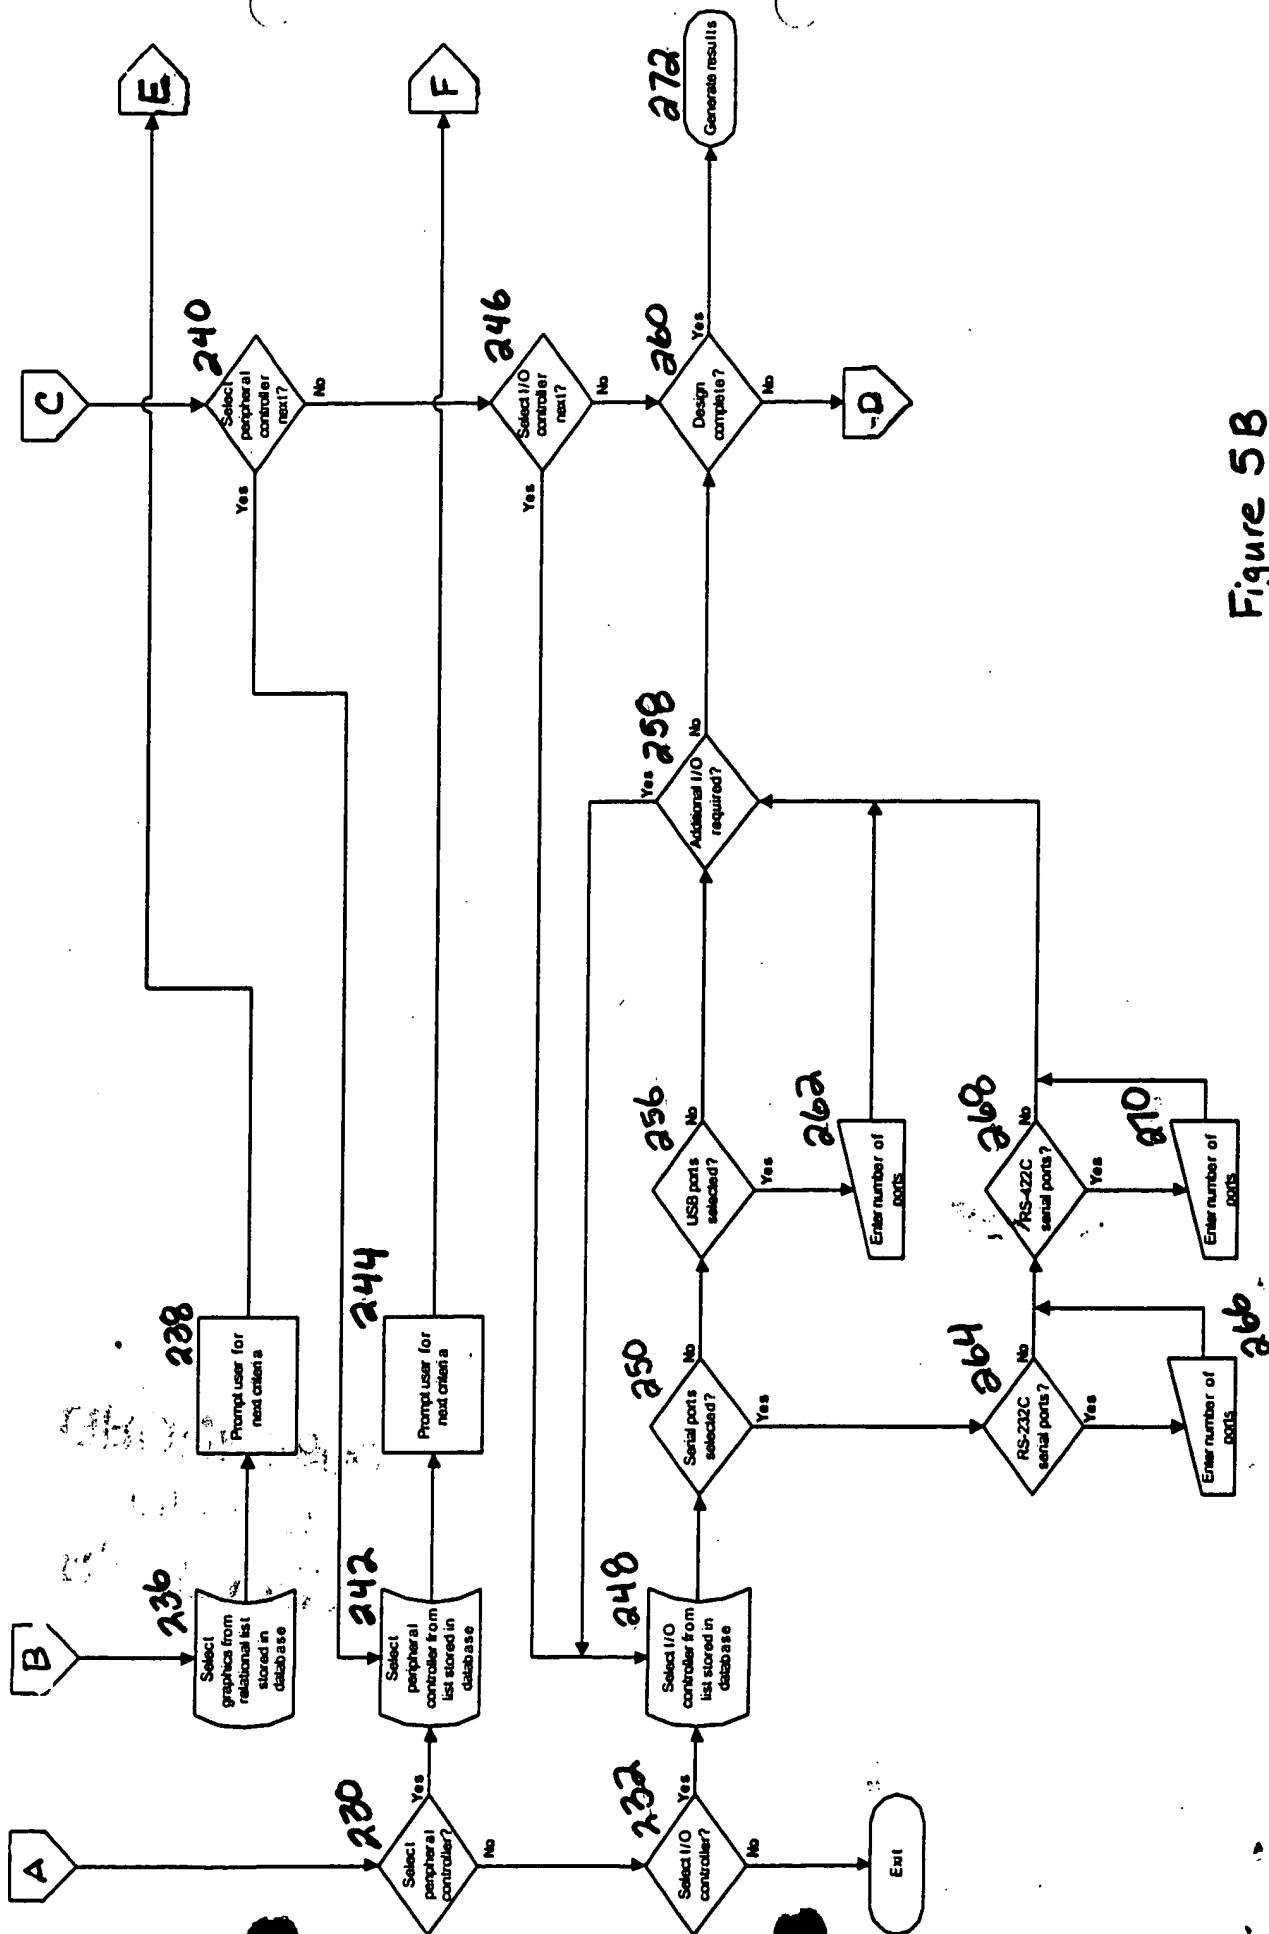 A
B
C
230
Select
peripheral
controller?
Yes
No
232
Select I/O
controller?
Yes
No
Exit
236
Select
graphics from
relational list
stored in
database
238
Prompt user for
next criteria
E
240
Select
peripheral
controller
next?
Yes
No
242
Select
peripheral
controller from
list stored in
database
244
Prompt user for
next criteria
F
246
Select I/O
controller
next?
Yes
No
248
Select I/O
controller from
list stored in
database
250
Serial ports
selected?
No
Yes
256
USB ports
selected?
No
Yes
258
Additional I/O
required?
Yes
No
260
Design
complete?
Yes
No
272
Generate results
D
262
Enter number of
ports
264
RS-232C
serial ports?
No
Yes
266
Enter number of
ports
268
RS-422C
serial ports?
No
Yes
270
Enter number of
ports
Figure 5B